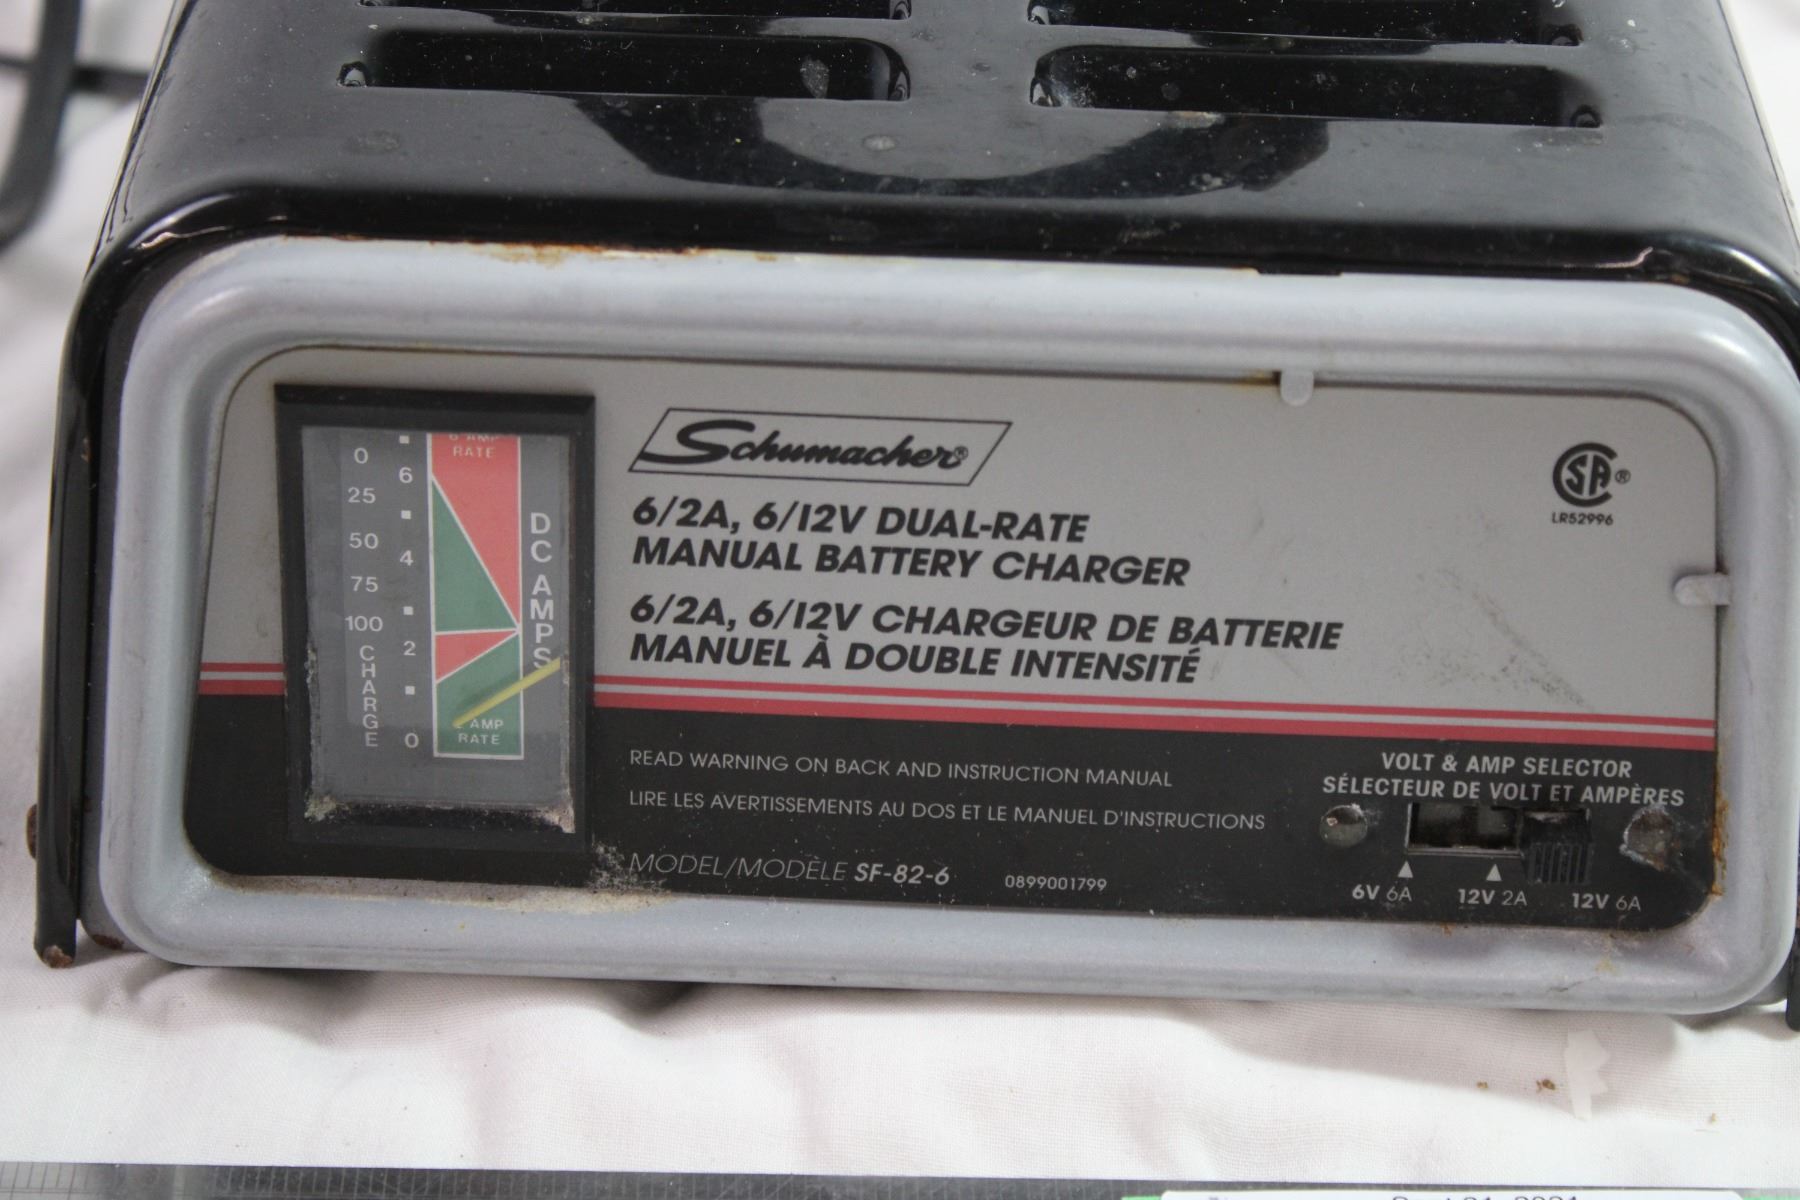 0
25
50
75
100
CHARGE
6
4
2
0
6 AMP
RATE
DC AMPS
AMP
RATE
Schumacher®
6/2A, 6/12V DUAL-RATE
MANUAL BATTERY CHARGER
6/2A, 6/12V CHARGEUR DE BATTERIE
MANUEL À DOUBLE INTENSITÉ
SA®
LR52996
READ WARNING ON BACK AND INSTRUCTION MANUAL
LIRE LES AVERTISSEMENTS AU DOS ET LE MANUEL D'INSTRUCTIONS
MODEL/MODÈLE SF-82-6 0899001799
VOLT & AMP SELECTOR
SÉLECTEUR DE VOLT ET AMPÈRES
6V 6A 12V 2A 12V 6A